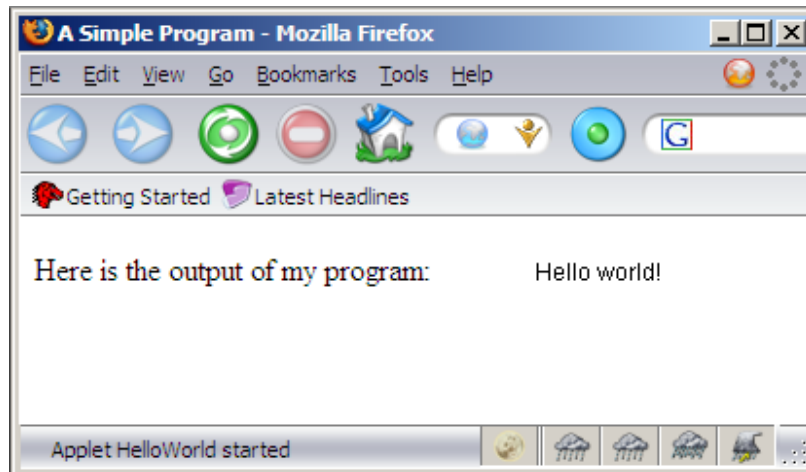 A Simple Program - Mozilla Firefox
File Edit View Go Bookmarks Tools Help
G
Getting Started Latest Headlines
Here is the output of my program: Hello world!
Applet HelloWorld started